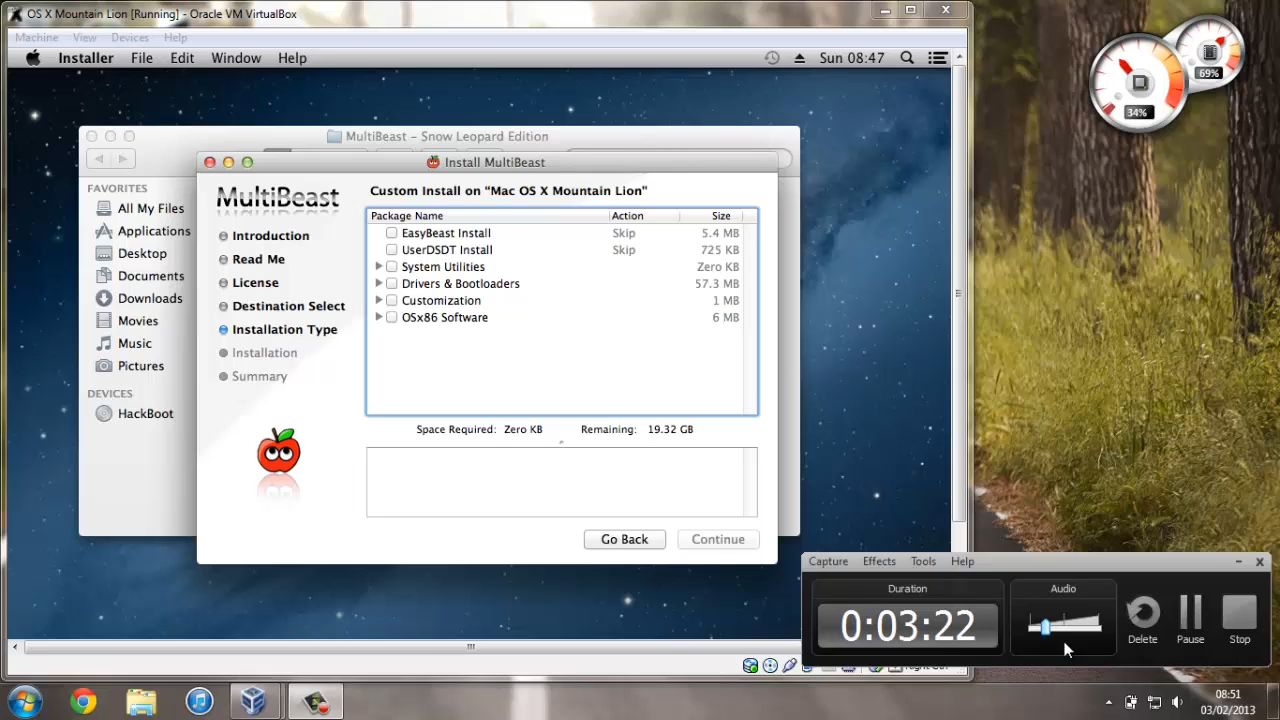 OS X Mountain Lion [Running] - Oracle VM VirtualBox
Machine View Devices Help
Installer File Edit Window Help Sun 08:47
MultiBeast - Snow Leopard Edition
Install MultiBeast
FAVORITES
All My Files
Applications
Desktop
Documents
Downloads
Movies
Music
Pictures
DEVICES
HackBoot
MultiBeast
Introduction
Read Me
License
Destination Select
Installation Type
Installation
Summary
Custom Install on "Mac OS X Mountain Lion"
Package Name Action Size
EasyBeast Install Skip 5.4 MB
UserDSDT Install Skip 725 KB
System Utilities Zero KB
Drivers & Bootloaders 57.3 MB
Customization 1 MB
OSx86 Software 6 MB
Space Required: Zero KB Remaining: 19.32 GB
Go Back Continue
69%
34%
Capture Effects Tools Help
Duration
0:03:22
Audio
Delete Pause Stop
08:51
03/02/2013